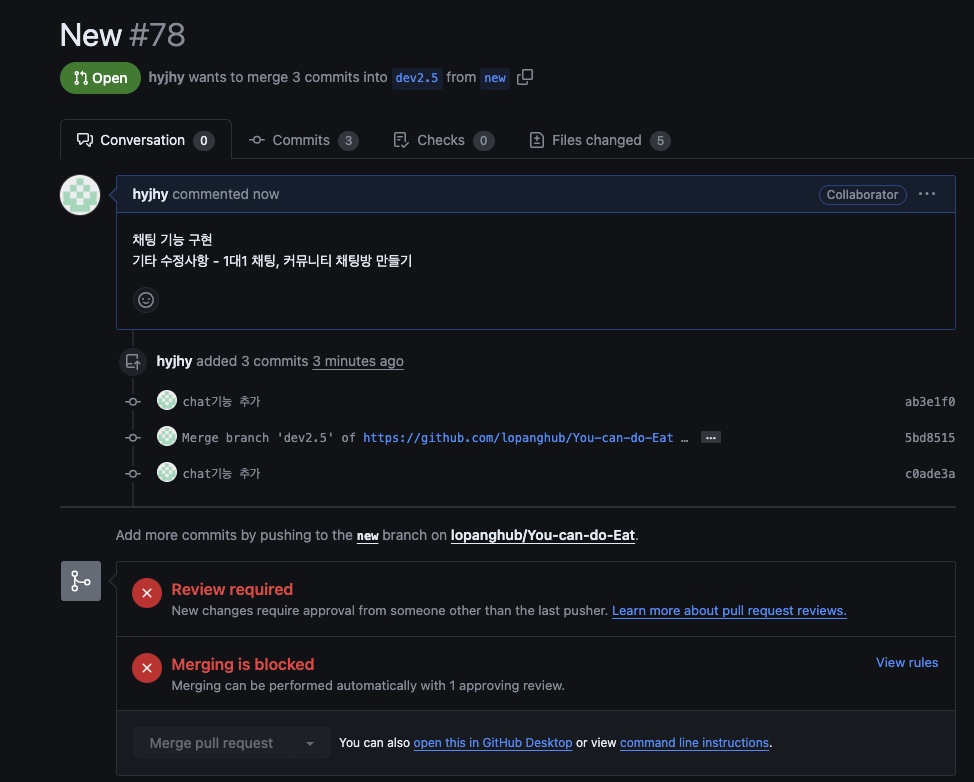 New #78
Open hyjhy wants to merge 3 commits into dev2.5 from new
Conversation 0 Commits 3 Checks 0 Files changed 5
hyjhy commented now Collaborator ...
채팅 기능 구현
기타 수정사항 - 1대1 채팅, 커뮤니티 채팅방 만들기
hyjhy added 3 commits 3 minutes ago
chat기능 추가 ab3e1f0
Merge branch 'dev2.5' of https://github.com/lopanghub/You-can-do-Eat … ... 5bd8515
chat기능 추가 c0ade3a
Add more commits by pushing to the new branch on lopanghub/You-can-do-Eat.
Review required
New changes require approval from someone other than the last pusher. Learn more about pull request reviews.
Merging is blocked View rules
Merging can be performed automatically with 1 approving review.
Merge pull request You can also open this in GitHub Desktop or view command line instructions.